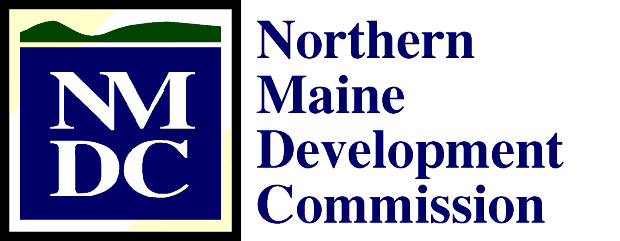 NM
DC
Northern
Maine
Development
Commission